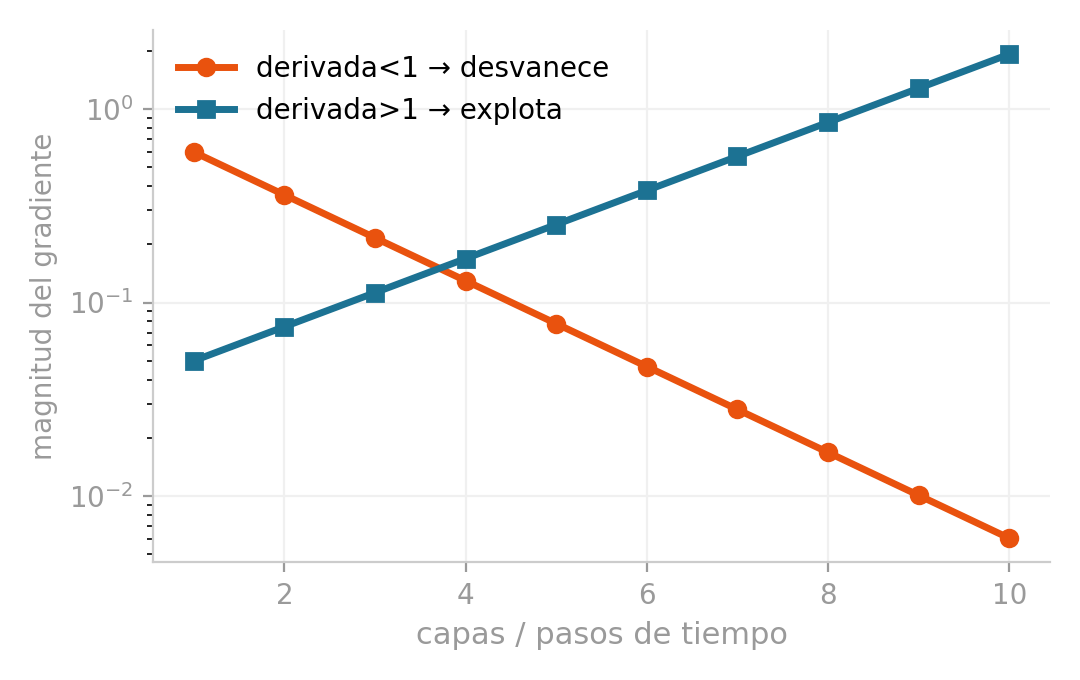 derivada<1 → desvanece
derivada>1 → explota
magnitud del gradiente
10⁰
10⁻¹
10⁻²
2 4 6 8 10
capas / pasos de tiempo